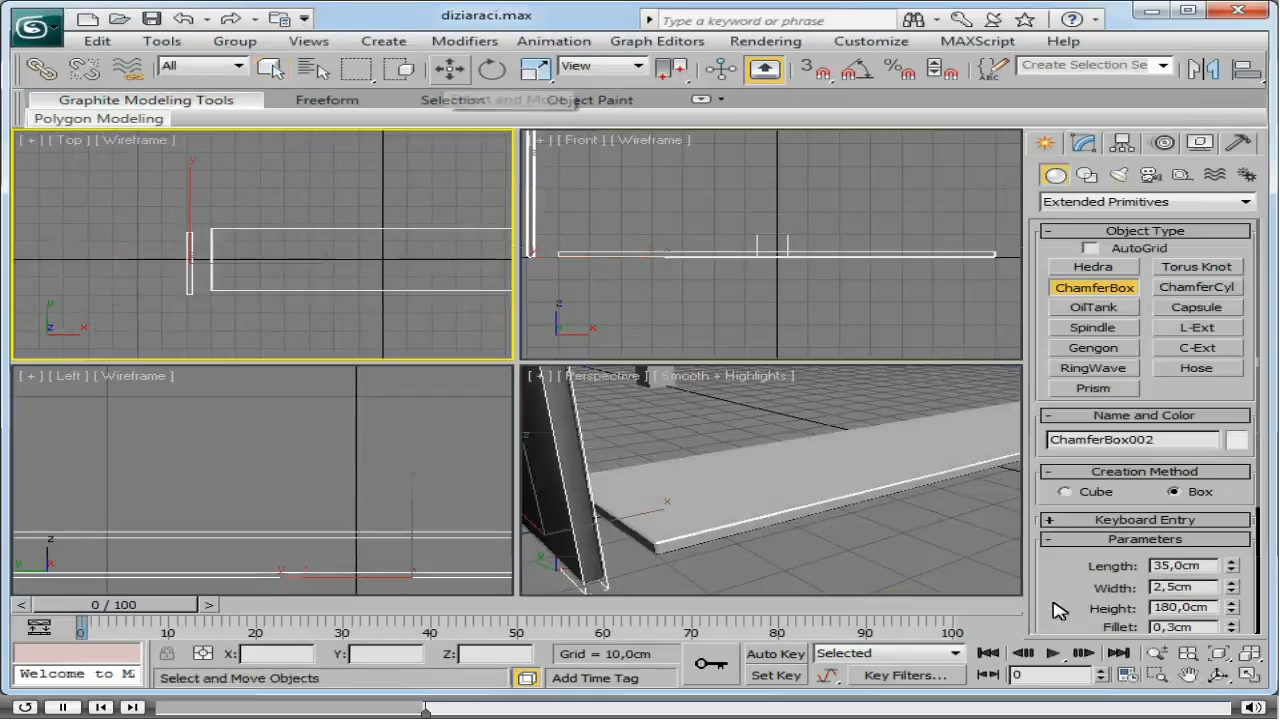 diziaraci.max
Type a keyword or phrase
Edit Tools Group Views Create Modifiers Animation Graph Editors Rendering Customize MAXScript Help
All View 3 Create Selection Se
Graphite Modeling Tools Freeform Selection Object Paint
Polygon Modeling
[ + ] [ Top ] [ Wireframe ]
[ + ] [ Front ] [ Wireframe ]
Extended Primitives
Object Type
AutoGrid
Hedra Torus Knot
ChamferBox ChamferCyl
OilTank Capsule
Spindle L-Ext
Gengon C-Ext
RingWave Hose
Prism
[ + ] [ Left ] [ Wireframe ]
[ + ] [ Perspective ] [ Smooth + Highlights ]
Name and Color
ChamferBox002
Creation Method
Cube Box
Keyboard Entry
Parameters
Length: 35,0cm
Width: 2,5cm
Height: 180,0cm
Fillet: 0,3cm
< 0 / 100 >
0 10 20 30 40 50 60 70 80 90 100
X: Y: Z: Grid = 10,0cm Auto Key Selected
Welcome to MA Select and Move Objects Add Time Tag Set Key Key Filters... 0